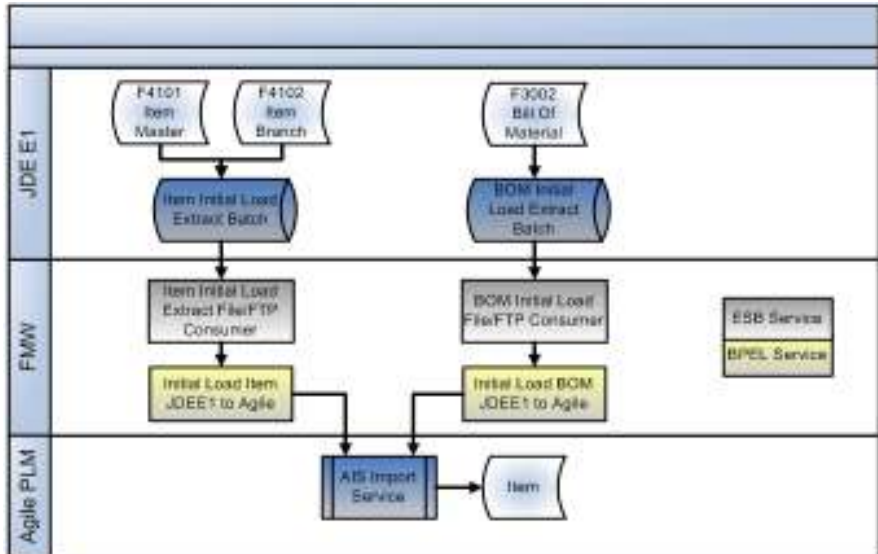 JDE E1
F4101
Item
Master
F4102
Item
Branch
F3002
Bill Of
Material
Item Initial Load
Extract Batch
BOM Initial
Load Extract
Batch
FMW
Item Initial Load
Extract File/FTP
Consumer
BOM Initial Load
File/FTP Consumer
ESB Service
BPEL Service
Initial Load Item
JDEE1 to Agile
Initial Load BOM
JDEE1 to Agile
Agile PLM
AIS Import
Service
Item